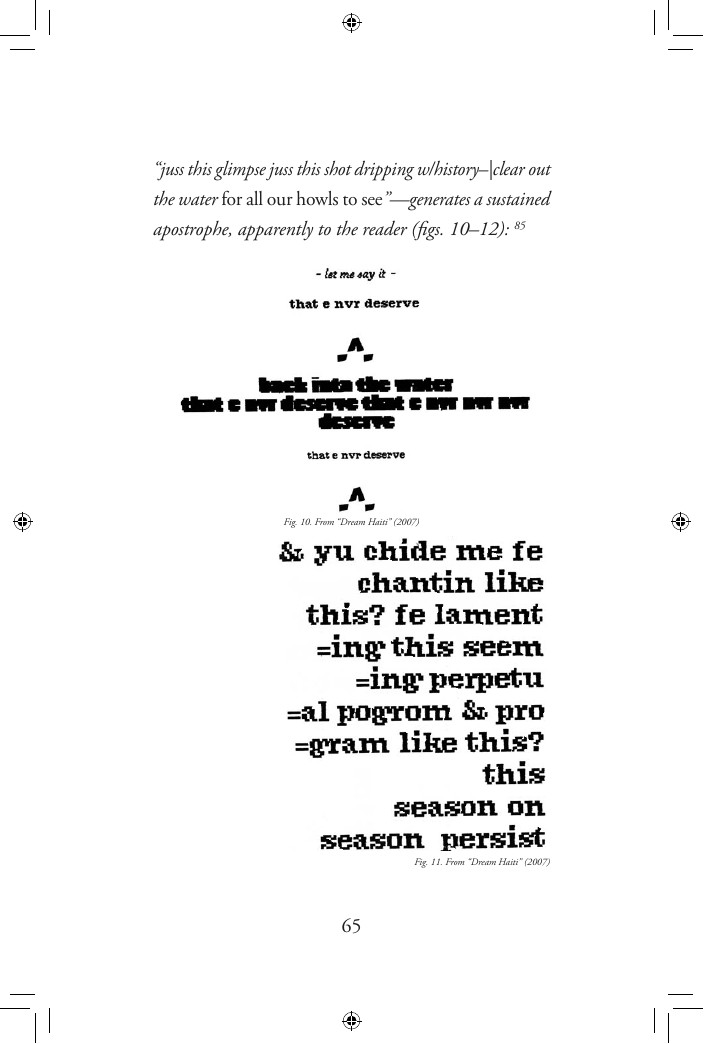 “juss this glimpse juss this shot dripping w/history–|clear out
the water for all our howls to see”—generates a sustained
apostrophe, apparently to the reader (figs. 10–12): 85
- let me say it -
that e nvr deserve
back inta the water
that e nvr deserve that e nvr nvr nvr
deserve
that e nvr deserve
Fig. 10. From “Dream Haiti” (2007)
& yu chide me fe
chantin like
this? fe lament
=ing this seem
=ing perpetu
=al pogrom & pro
=gram like this?
this
season on
season persist
Fig. 11. From “Dream Haiti” (2007)
65